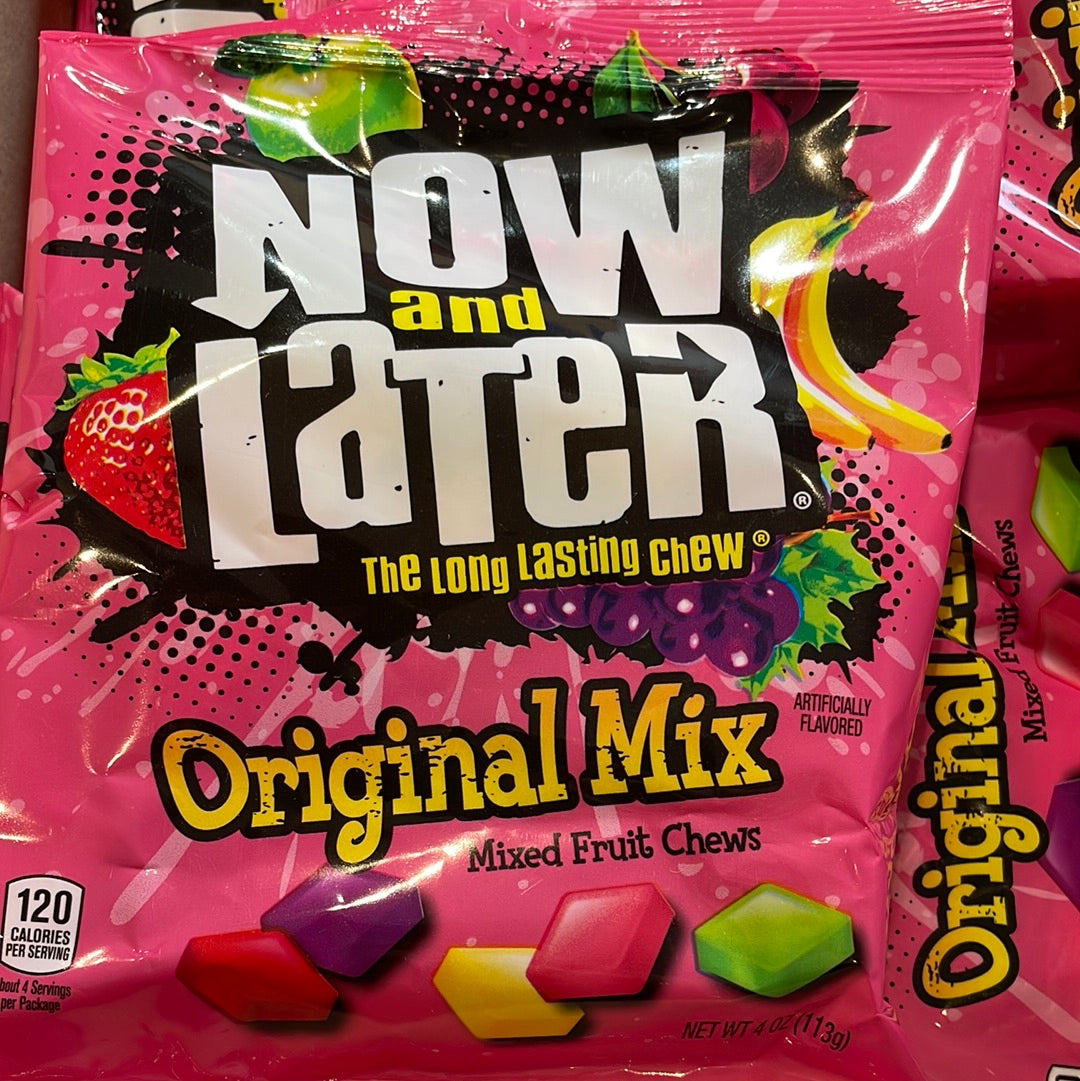 Now
and
Later®
The Long Lasting Chew®
ARTIFICIALLY
FLAVORED
Original Mix
Mixed Fruit Chews
120
CALORIES
PER SERVING
bout 4 Servings
per Package
NET WT 4 OZ (113g)
Original
Mixed Fruit Chews